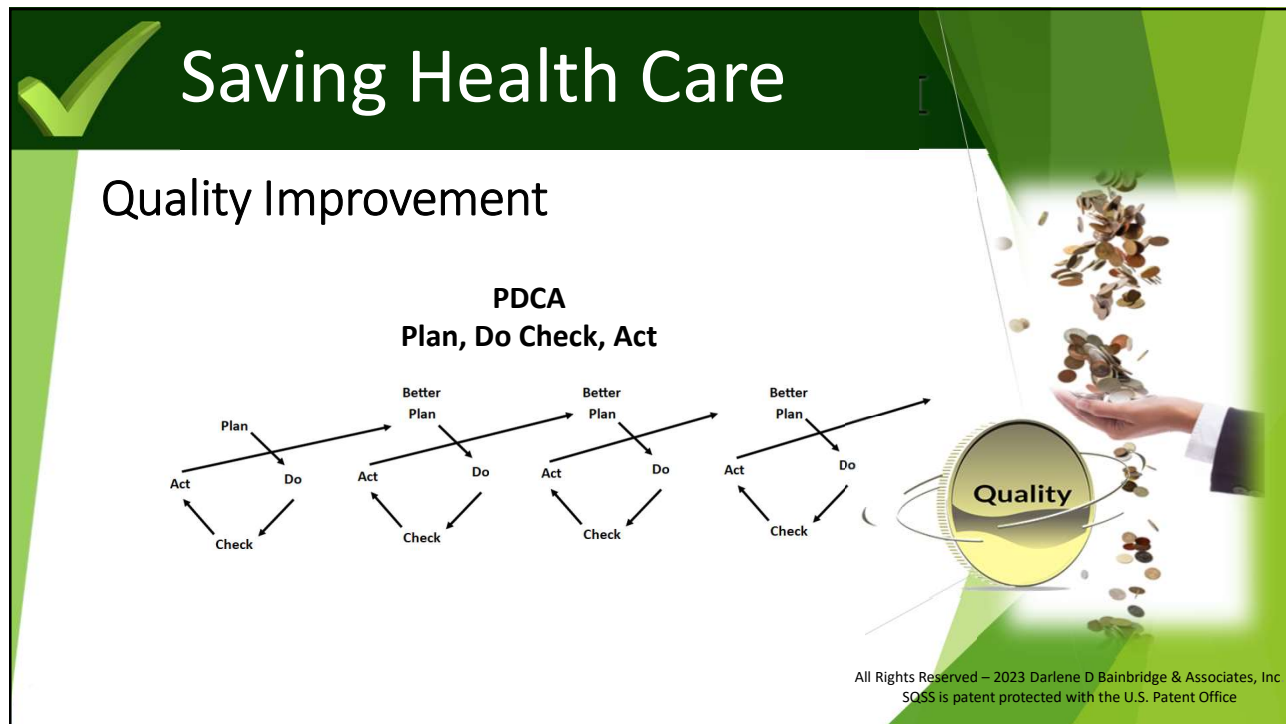 Saving Health Care
[
Quality Improvement
PDCA
Plan, Do Check, Act
Plan
Do
Check
Act
Better
Plan
Do
Check
Act
Better
Plan
Do
Check
Act
Better
Plan
Do
Check
Act
Quality
All Rights Reserved – 2023 Darlene D Bainbridge & Associates, Inc
SQSS is patent protected with the U.S. Patent Office